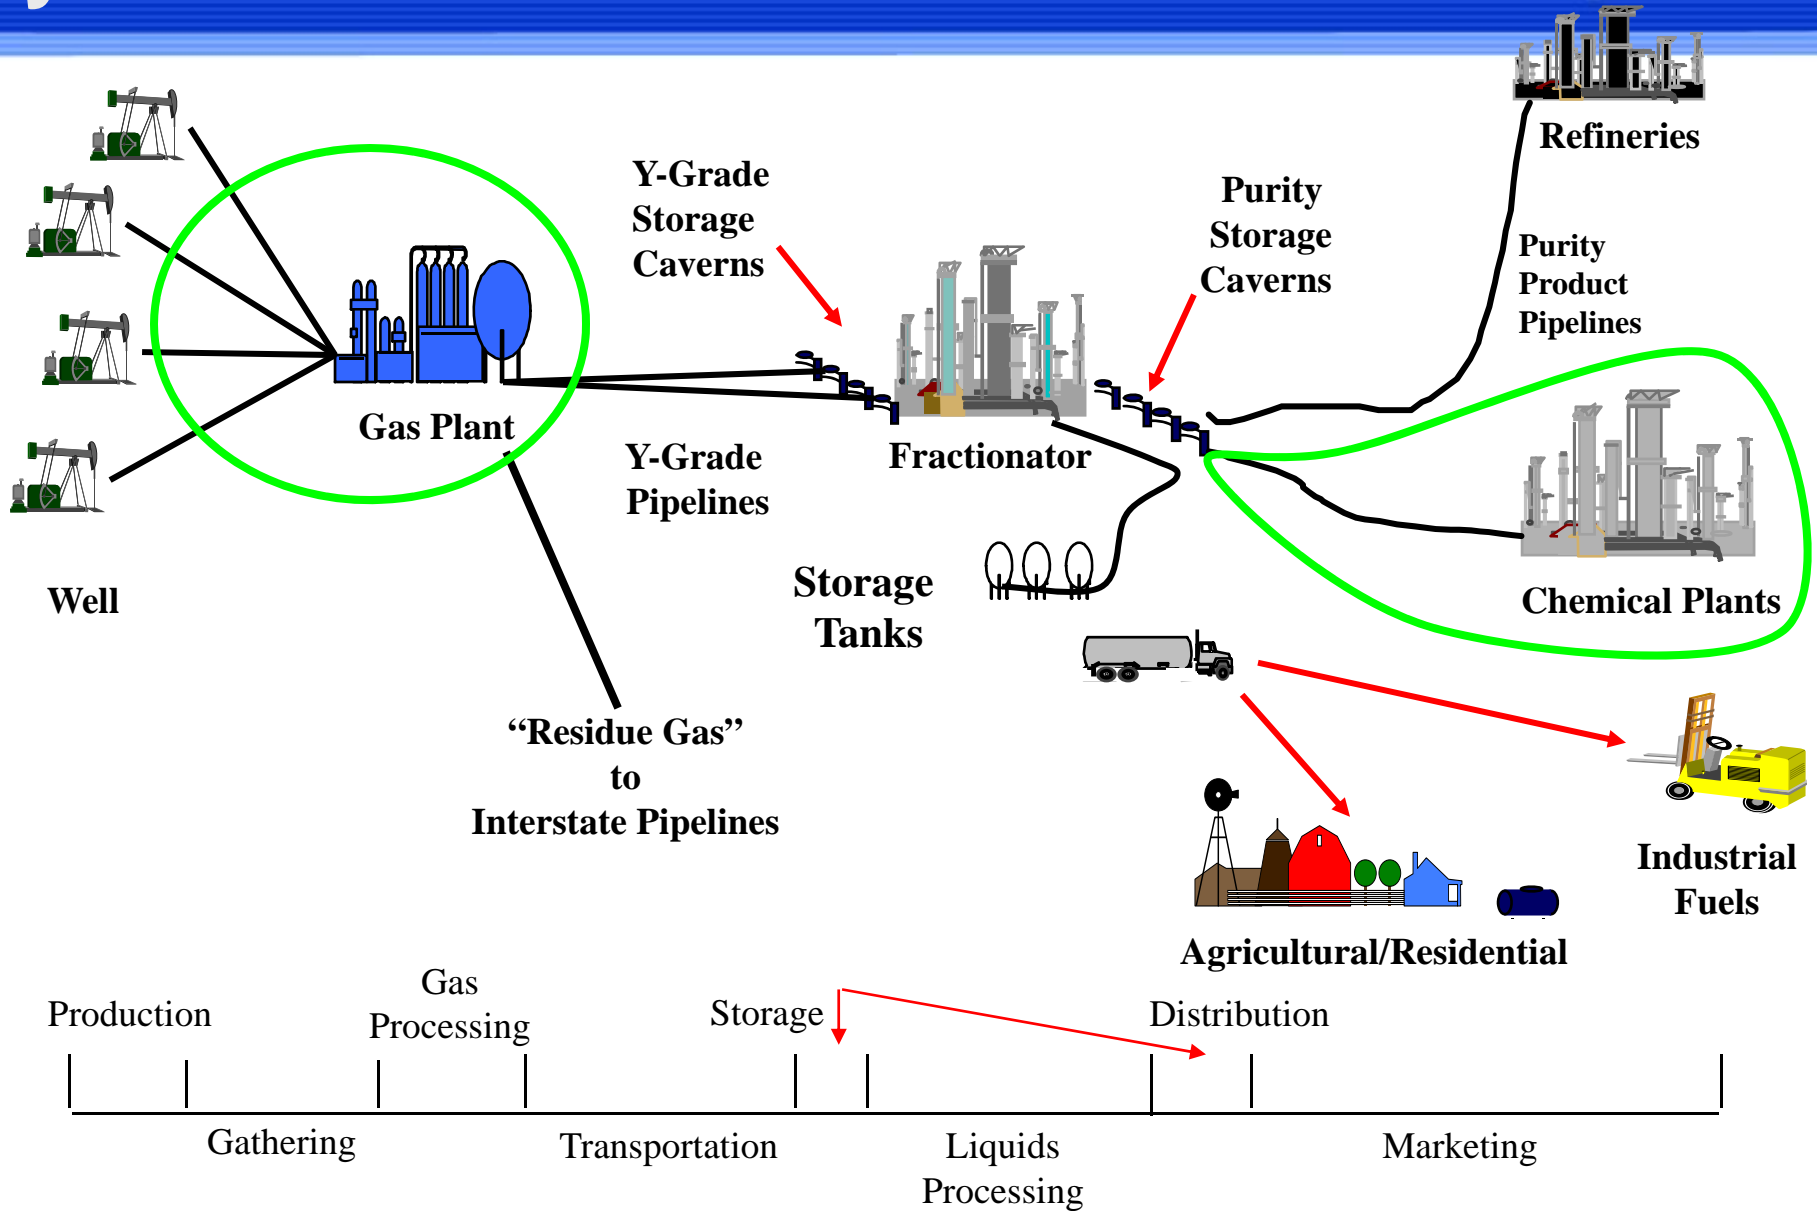 Refineries
Y-Grade
Storage
Caverns
Purity
Storage
Caverns
Purity
Product
Pipelines
Gas Plant
Fractionator
Y-Grade
Pipelines
Well
Storage
Tanks
Chemical Plants
“Residue Gas”
to
Interstate Pipelines
Industrial
Fuels
Agricultural/Residential
Production
Gas
Processing
Storage
Distribution
Gathering
Transportation
Liquids
Processing
Marketing